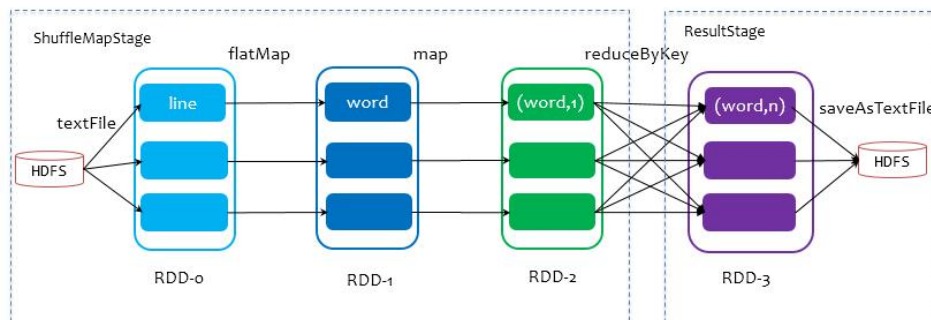 ShuffleMapStage
ResultStage
flatMap
map
reduceByKey
textFile
line
word
(word,1)
(word,n)
saveAsTextFile
HDFS
HDFS
RDD-0
RDD-1
RDD-2
RDD-3